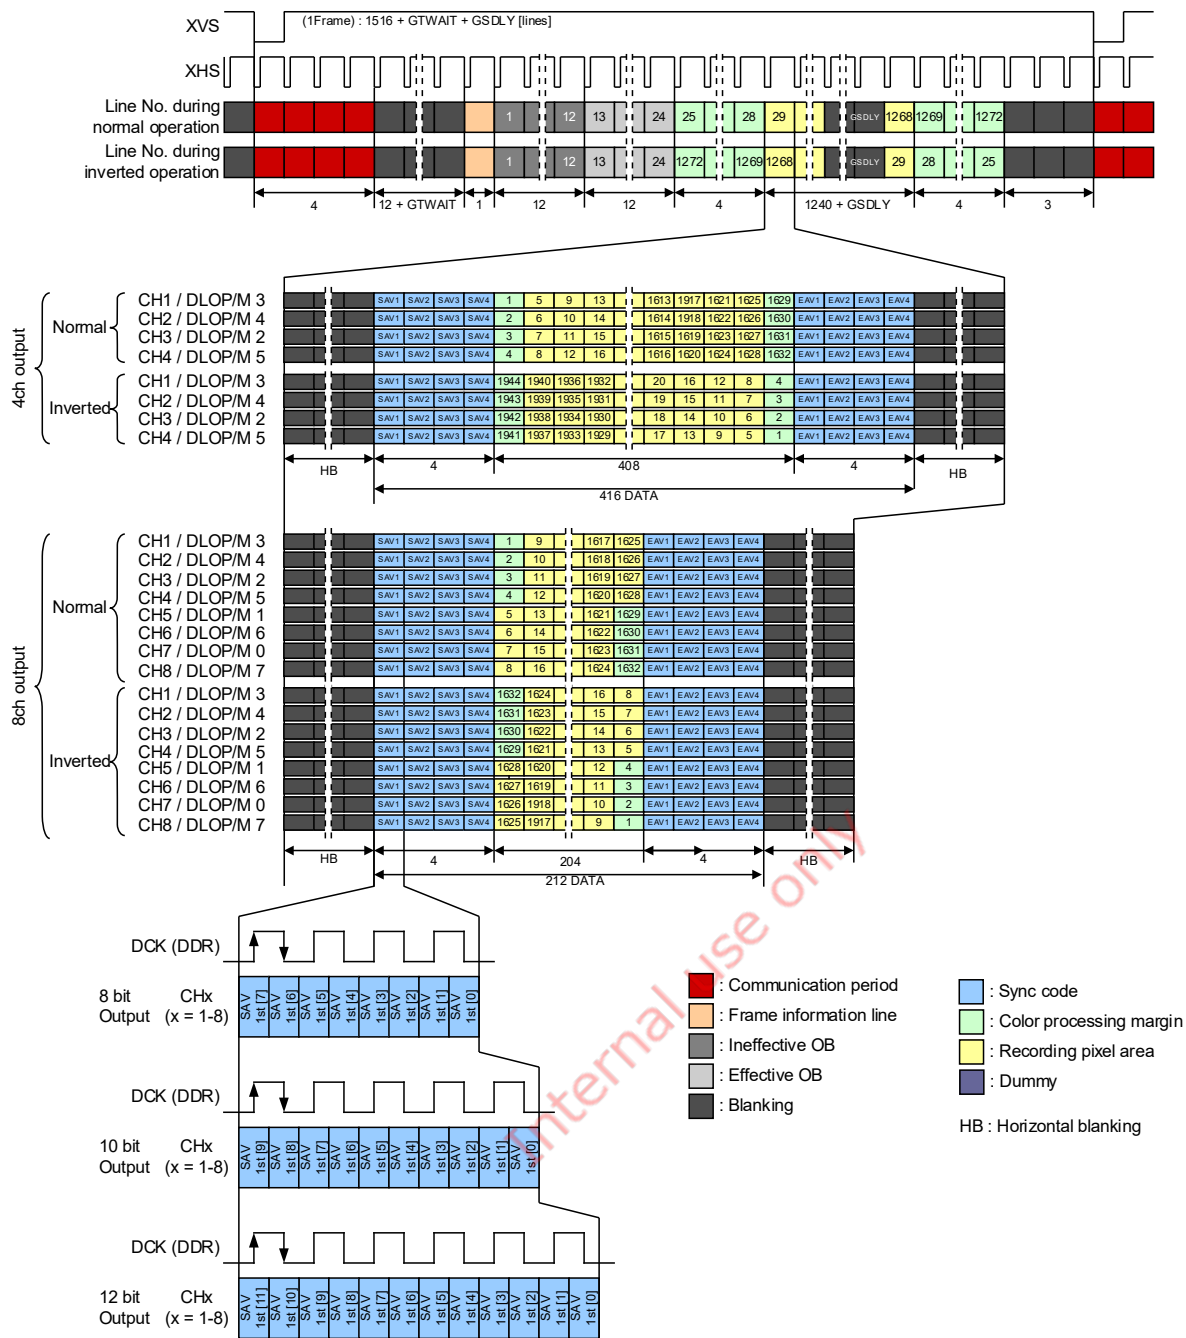 XVS
(1Frame) : 1516 + GTWAIT + GSDLY [lines]
XHS
Line No. during normal operation
1 12 13 24 25 28 29 GSDLY 1268 1269 1272
Line No. during inverted operation
1 12 13 24 1272 1269 1268 GSDLY 29 28 25
4 12 + GTWAIT 1 12 12 4 1240 + GSDLY 4 3
4ch output
Normal
CH1 / DLOP/M 3 SAV1 SAV2 SAV3 SAV4 1 5 9 13 1613 1917 1621 1625 1629 EAV1 EAV2 EAV3 EAV4
CH2 / DLOP/M 4 SAV1 SAV2 SAV3 SAV4 2 6 10 14 1614 1918 1622 1626 1630 EAV1 EAV2 EAV3 EAV4
CH3 / DLOP/M 2 SAV1 SAV2 SAV3 SAV4 3 7 11 15 1615 1619 1623 1627 1631 EAV1 EAV2 EAV3 EAV4
CH4 / DLOP/M 5 SAV1 SAV2 SAV3 SAV4 4 8 12 16 1616 1620 1624 1628 1632 EAV1 EAV2 EAV3 EAV4
Inverted
CH1 / DLOP/M 3 SAV1 SAV2 SAV3 SAV4 1944 1940 1936 1932 20 16 12 8 4 EAV1 EAV2 EAV3 EAV4
CH2 / DLOP/M 4 SAV1 SAV2 SAV3 SAV4 1943 1939 1935 1931 19 15 11 7 3 EAV1 EAV2 EAV3 EAV4
CH3 / DLOP/M 2 SAV1 SAV2 SAV3 SAV4 1942 1938 1934 1930 18 14 10 6 2 EAV1 EAV2 EAV3 EAV4
CH4 / DLOP/M 5 SAV1 SAV2 SAV3 SAV4 1941 1937 1933 1929 17 13 9 5 1 EAV1 EAV2 EAV3 EAV4
HB 4 408 4 HB
416 DATA
8ch output
Normal
CH1 / DLOP/M 3 SAV1 SAV2 SAV3 SAV4 1 9 1617 1625 EAV1 EAV2 EAV3 EAV4
CH2 / DLOP/M 4 SAV1 SAV2 SAV3 SAV4 2 10 1618 1626 EAV1 EAV2 EAV3 EAV4
CH3 / DLOP/M 2 SAV1 SAV2 SAV3 SAV4 3 11 1619 1627 EAV1 EAV2 EAV3 EAV4
CH4 / DLOP/M 5 SAV1 SAV2 SAV3 SAV4 4 12 1620 1628 EAV1 EAV2 EAV3 EAV4
CH5 / DLOP/M 1 SAV1 SAV2 SAV3 SAV4 5 13 1621 1629 EAV1 EAV2 EAV3 EAV4
CH6 / DLOP/M 6 SAV1 SAV2 SAV3 SAV4 6 14 1622 1630 EAV1 EAV2 EAV3 EAV4
CH7 / DLOP/M 0 SAV1 SAV2 SAV3 SAV4 7 15 1623 1631 EAV1 EAV2 EAV3 EAV4
CH8 / DLOP/M 7 SAV1 SAV2 SAV3 SAV4 8 16 1624 1632 EAV1 EAV2 EAV3 EAV4
Inverted
CH1 / DLOP/M 3 SAV1 SAV2 SAV3 SAV4 1632 1624 16 8 EAV1 EAV2 EAV3 EAV4
CH2 / DLOP/M 4 SAV1 SAV2 SAV3 SAV4 1631 1623 15 7 EAV1 EAV2 EAV3 EAV4
CH3 / DLOP/M 2 SAV1 SAV2 SAV3 SAV4 1630 1622 14 6 EAV1 EAV2 EAV3 EAV4
CH4 / DLOP/M 5 SAV1 SAV2 SAV3 SAV4 1629 1621 13 5 EAV1 EAV2 EAV3 EAV4
CH5 / DLOP/M 1 SAV1 SAV2 SAV3 SAV4 1628 1620 12 4 EAV1 EAV2 EAV3 EAV4
CH6 / DLOP/M 6 SAV1 SAV2 SAV3 SAV4 1627 1619 11 3 EAV1 EAV2 EAV3 EAV4
CH7 / DLOP/M 0 SAV1 SAV2 SAV3 SAV4 1626 1918 10 2 EAV1 EAV2 EAV3 EAV4
CH8 / DLOP/M 7 SAV1 SAV2 SAV3 SAV4 1625 1917 9 1 EAV1 EAV2 EAV3 EAV4
HB 4 204 4 HB
212 DATA
DCK (DDR)
8 bit Output CHx (x = 1-8)
SAV 1st [7] SAV 1st [6] SAV 1st [5] SAV 1st [4] SAV 1st [3] SAV 1st [2] SAV 1st [1] SAV 1st [0]
DCK (DDR)
10 bit Output CHx (x = 1-8)
SAV 1st [9] SAV 1st [8] SAV 1st [7] SAV 1st [6] SAV 1st [5] SAV 1st [4] SAV 1st [3] SAV 1st [2] SAV 1st [1] SAV 1st [0]
DCK (DDR)
12 bit Output CHx (x = 1-8)
SAV 1st [11] SAV 1st [10] SAV 1st [9] SAV 1st [8] SAV 1st [7] SAV 1st [6] SAV 1st [5] SAV 1st [4] SAV 1st [3] SAV 1st [2] SAV 1st [1] SAV 1st [0]
: Communication period
: Frame information line
: Ineffective OB
: Effective OB
: Blanking
: Sync code
: Color processing margin
: Recording pixel area
: Dummy
HB : Horizontal blanking
Internal use only